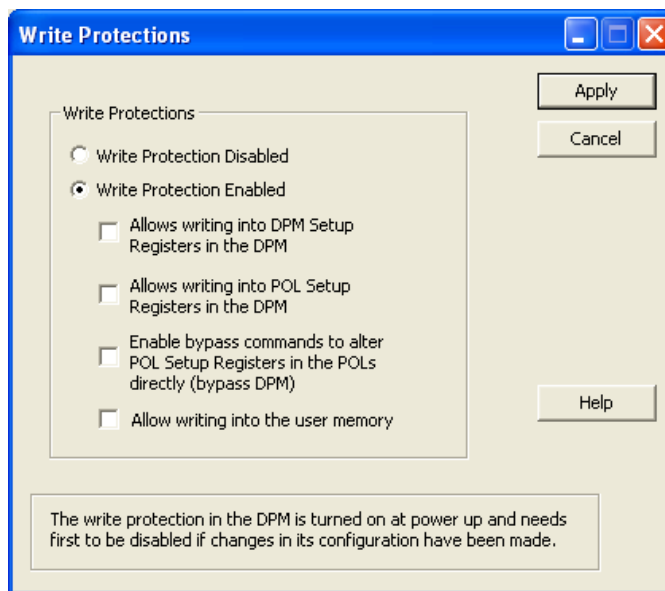 Write Protections
Apply
Cancel
Write Protections
Write Protection Disabled
Write Protection Enabled
Allows writing into DPM Setup
Registers in the DPM
Allows writing into POL Setup
Registers in the DPM
Enable bypass commands to alter
POL Setup Registers in the POLs
directly (bypass DPM)
Allow writing into the user memory
Help
The write protection in the DPM is turned on at power up and needs
first to be disabled if changes in its configuration have been made.